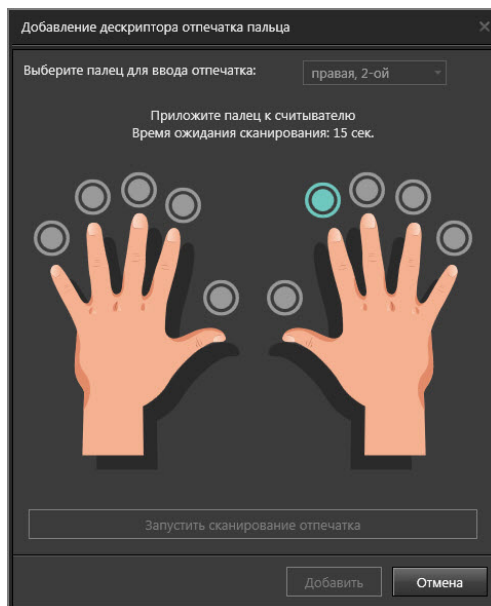 Добавление дескриптора отпечатка пальца
Выберите палец для ввода отпечатка:
правая, 2-ой
Приложите палец к считывателю
Время ожидания сканирования: 15 сек.
Запустить сканирование отпечатка
Добавить
Отмена